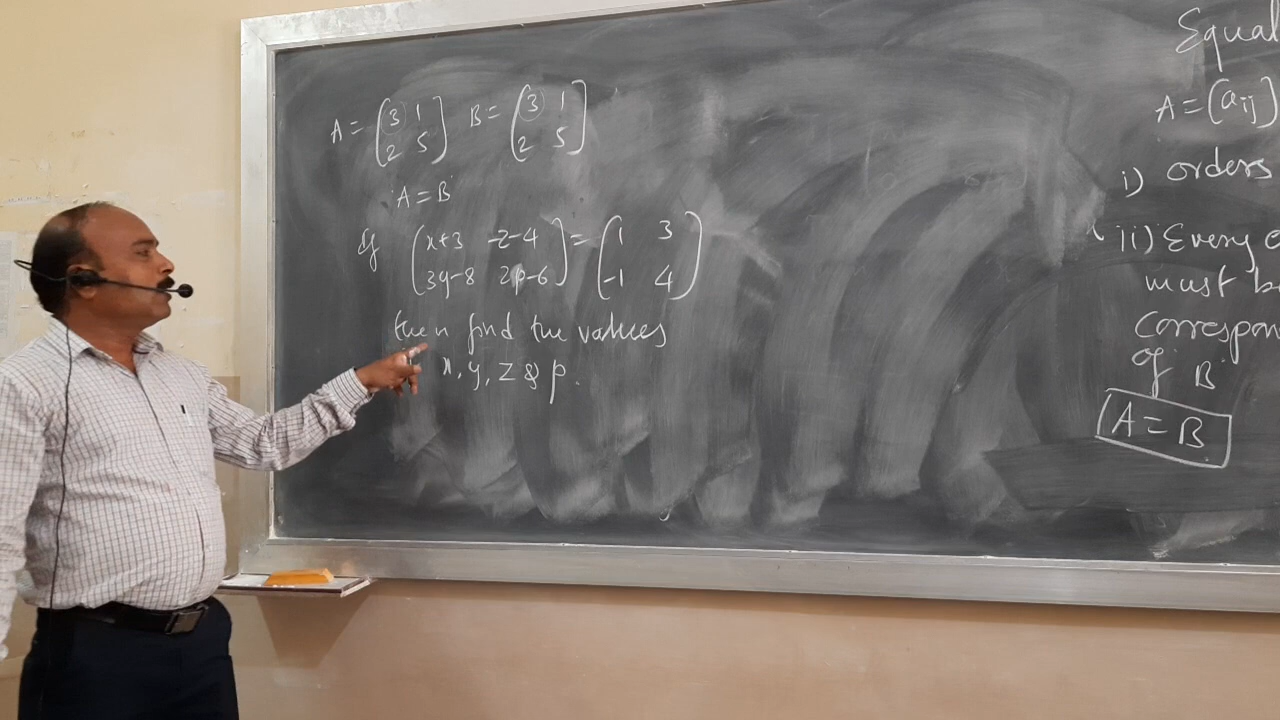 A = (3 1 B = (3 1
2 5) 2 5)
A = B
If (x+3 -z-4 = (1 3
3y-8 2p-6) -1 4)
then find the values
x, y, z & p.
Equal
A = (aij)
i) orders
ii) Every
must b
Correspon
of B
A = B